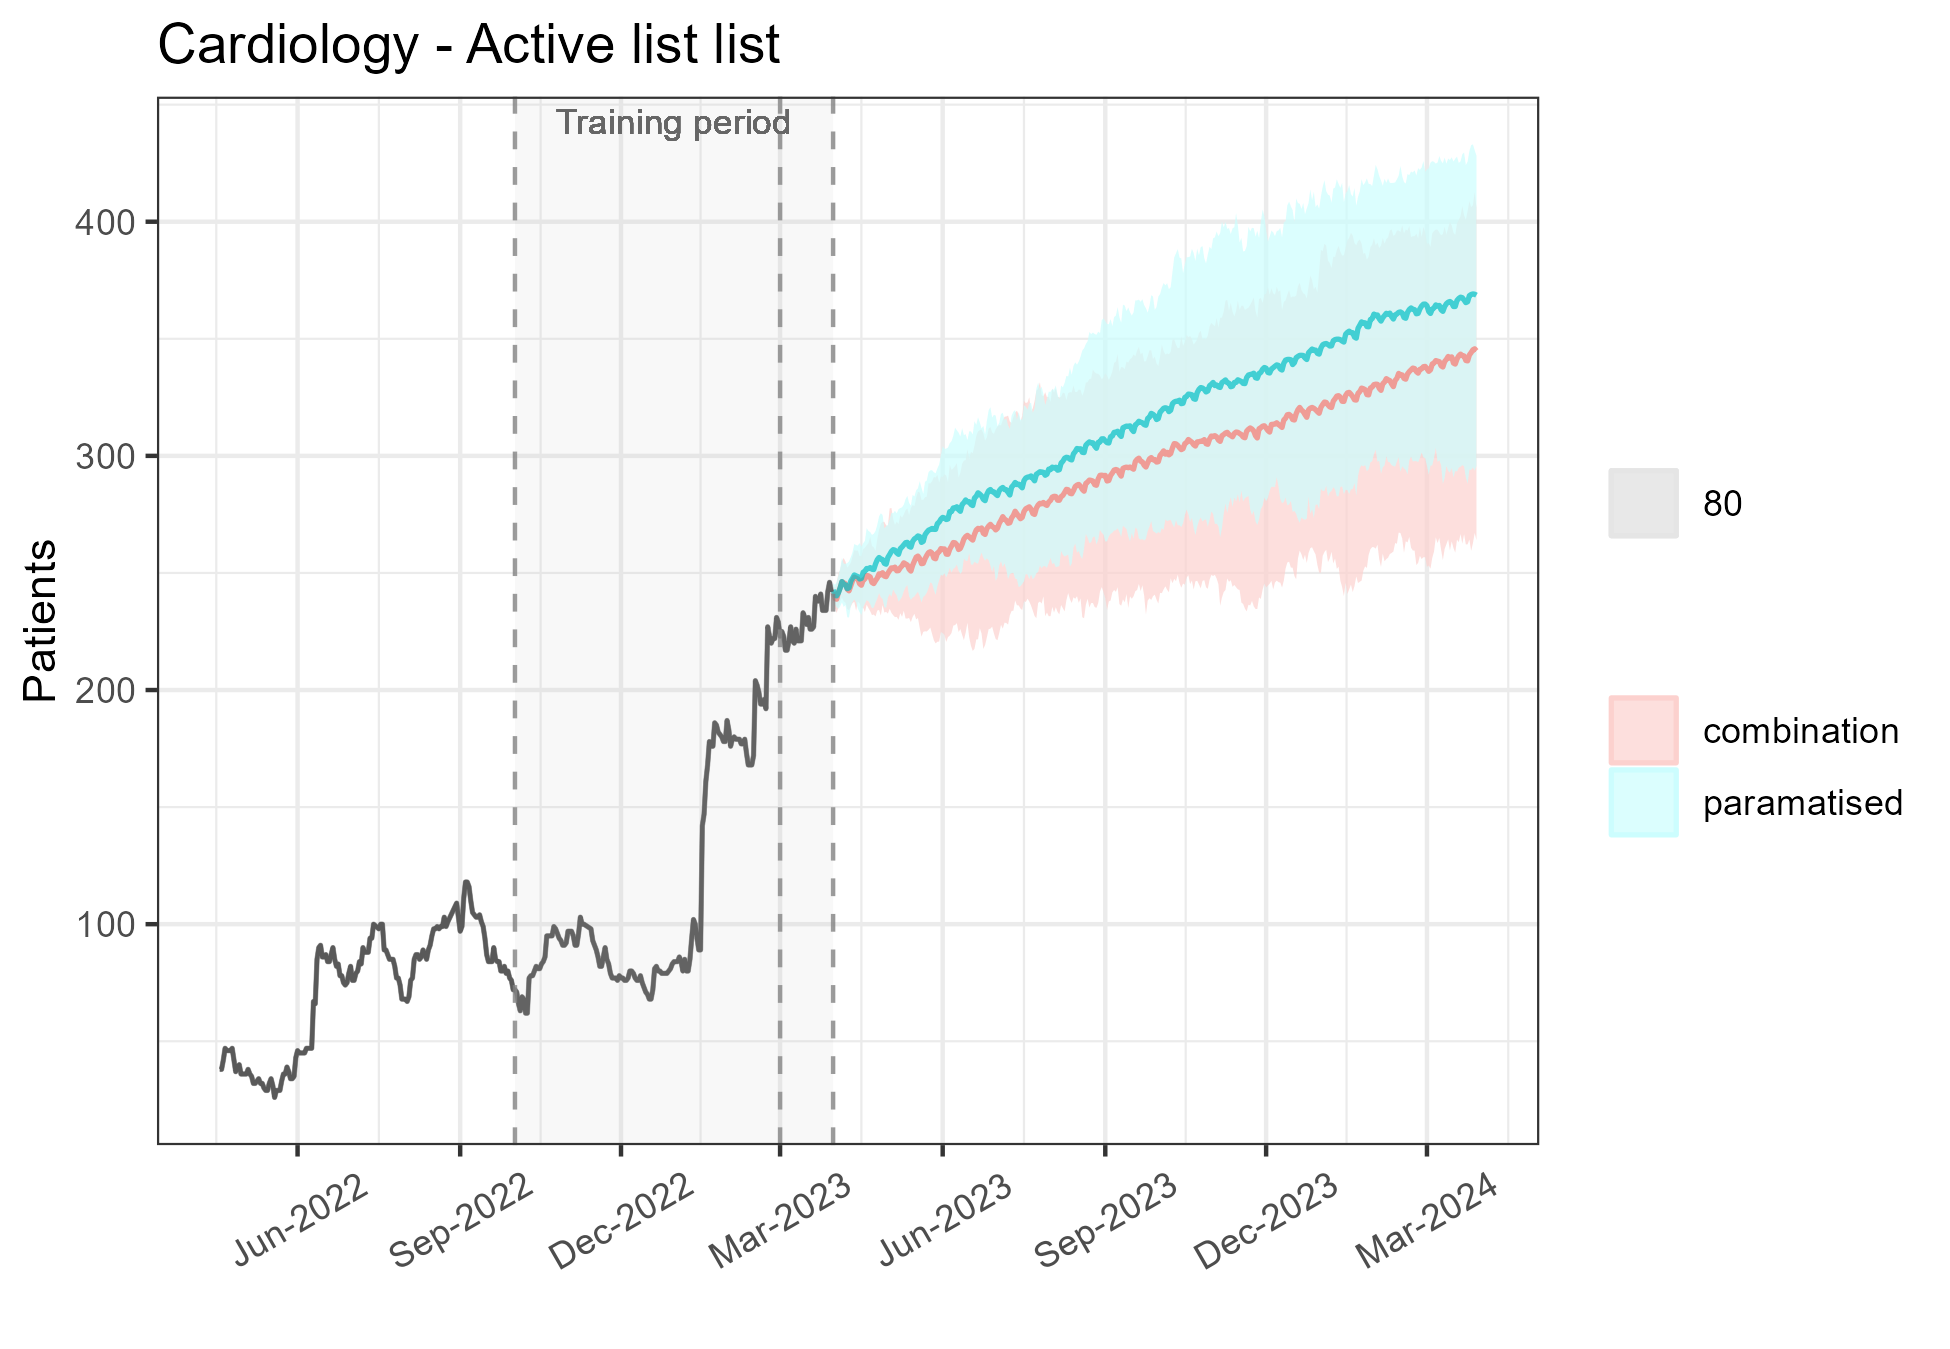 Cardiology - Active list list
Training period
Patients
400
300
200
100
Jun-2022
Sep-2022
Dec-2022
Mar-2023
Jun-2023
Sep-2023
Dec-2023
Mar-2024
80
combination
paramatised